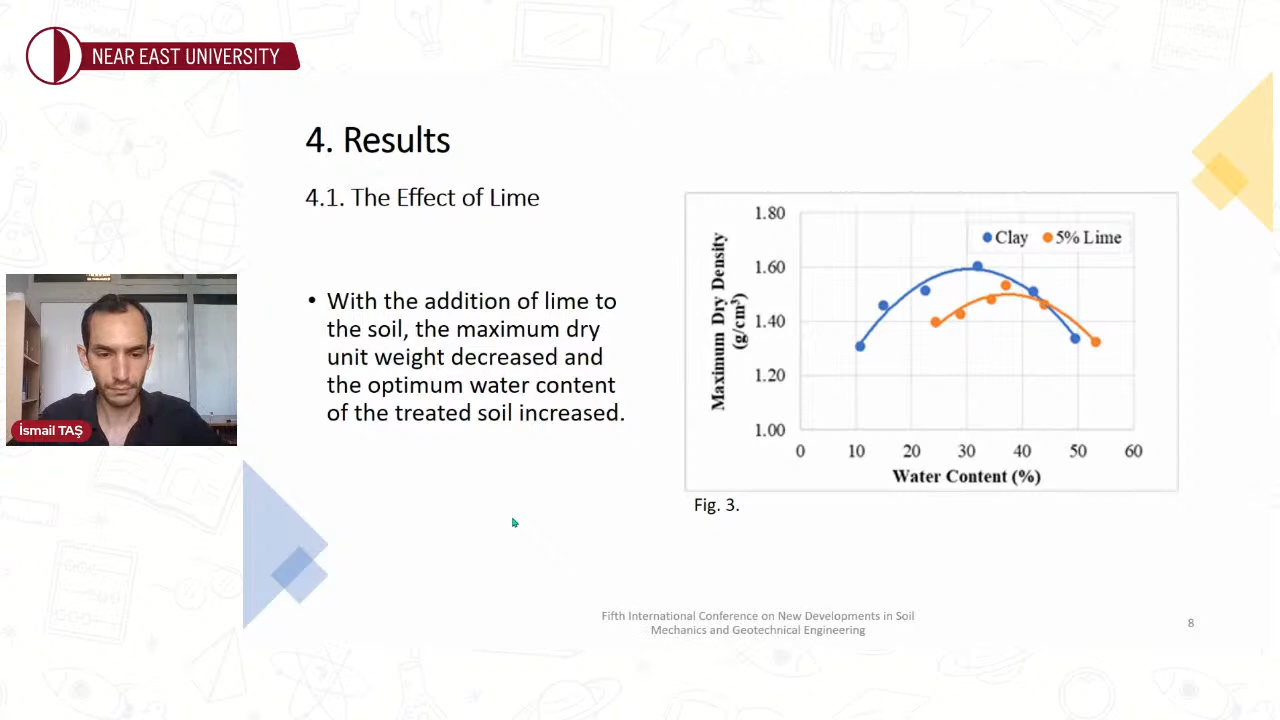 NEAR EAST UNIVERSITY
4. Results
4.1. The Effect of Lime
• With the addition of lime to
the soil, the maximum dry
unit weight decreased and
the optimum water content
of the treated soil increased.
İsmail TAŞ
Maximum Dry Density
(g/cm³)
1.80
1.60
1.40
1.20
1.00
Clay 5% Lime
0 10 20 30 40 50 60
Water Content (%)
Fig. 3.
Fifth International Conference on New Developments in Soil
Mechanics and Geotechnical Engineering
8